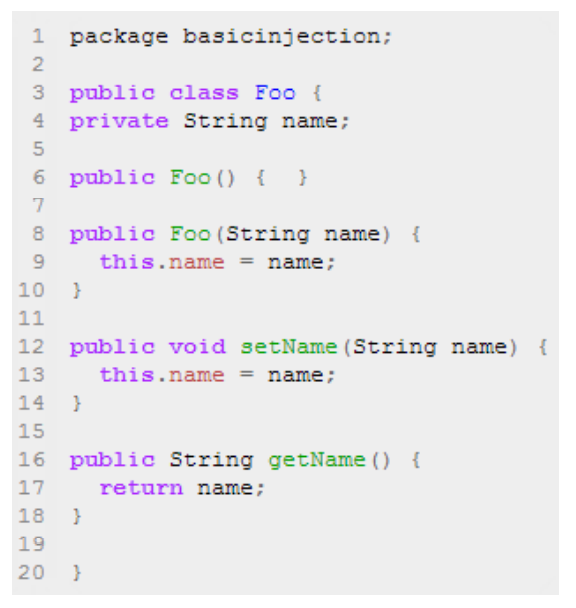 1 package basicinjection;
2
3 public class Foo {
4 private String name;
5
6 public Foo() {  }
7
8 public Foo(String name) {
9   this.name = name;
10 }
11
12 public void setName(String name) {
13   this.name = name;
14 }
15
16 public String getName() {
17   return name;
18 }
19
20 }